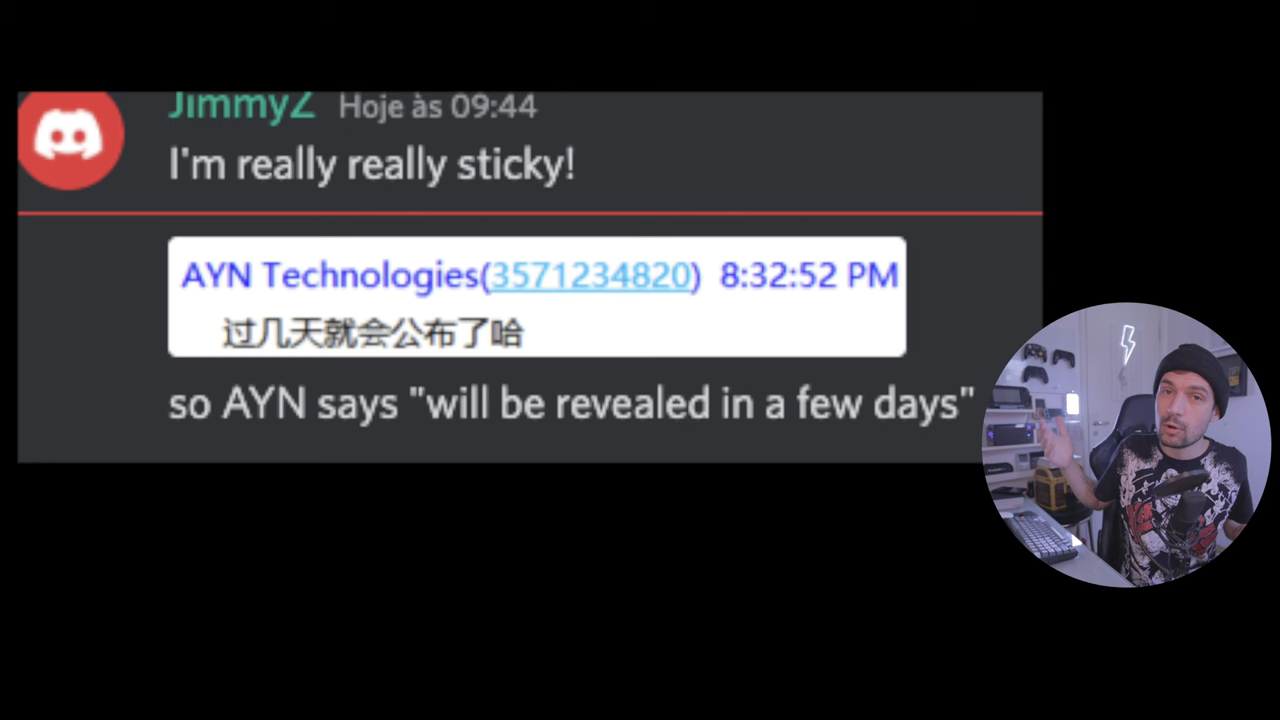 JimmyZ Hoje às 09:44
I'm really really sticky!
AYN Technologies(3571234820) 8:32:52 PM
过几天就会公布了哈
so AYN says "will be revealed in a few days"